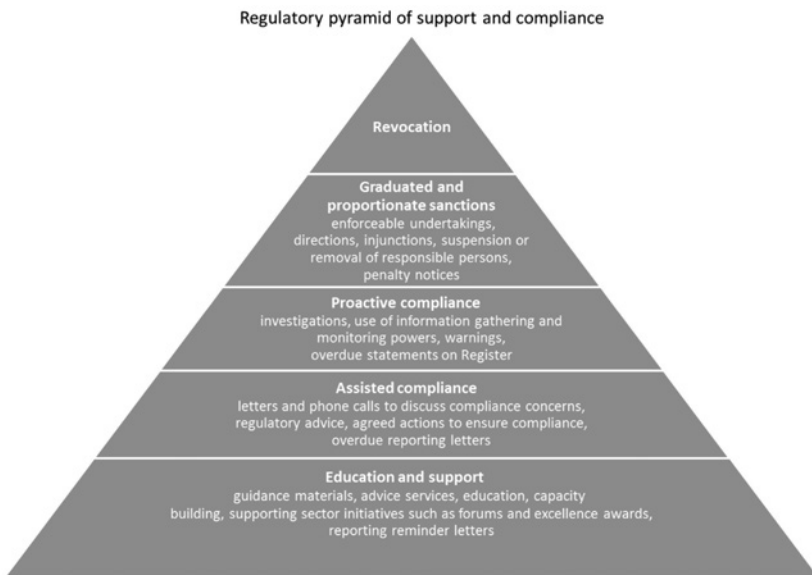 Regulatory pyramid of support and compliance
Revocation
Graduated and
proportionate sanctions
enforceable undertakings,
directions, injunctions, suspension or
removal of responsible persons,
penalty notices
Proactive compliance
investigations, use of information gathering and
monitoring powers, warnings,
overdue statements on Register
Assisted compliance
letters and phone calls to discuss compliance concerns,
regulatory advice, agreed actions to ensure compliance,
overdue reporting letters
Education and support
guidance materials, advice services, education, capacity
building, supporting sector initiatives such as forums and excellence awards,
reporting reminder letters